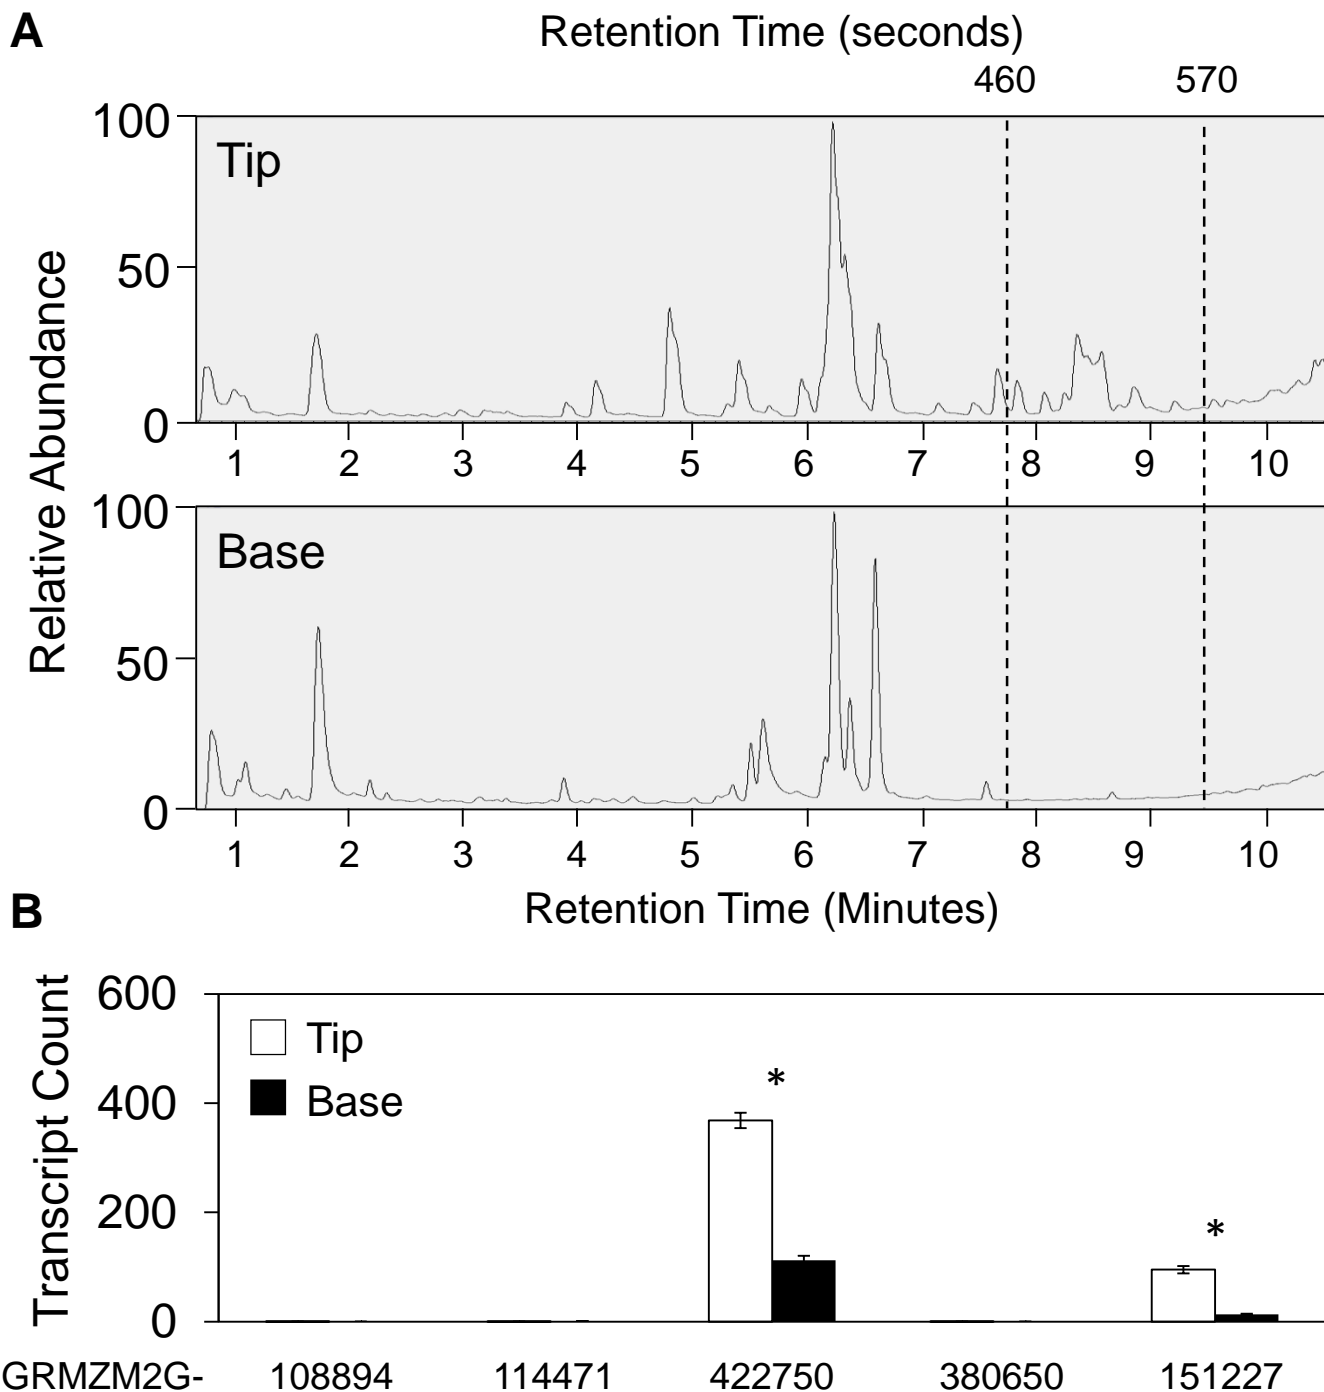 A
Retention Time (seconds)
460 570
Relative Abundance
100
50
0
Tip
1 2 3 4 5 6 7 8 9 10
100
50
0
Base
1 2 3 4 5 6 7 8 9 10
Retention Time (Minutes)
B
Transcript Count
600
400
200
0
Tip
Base
*
*
GRMZM2G- 108894 114471 422750 380650 151227